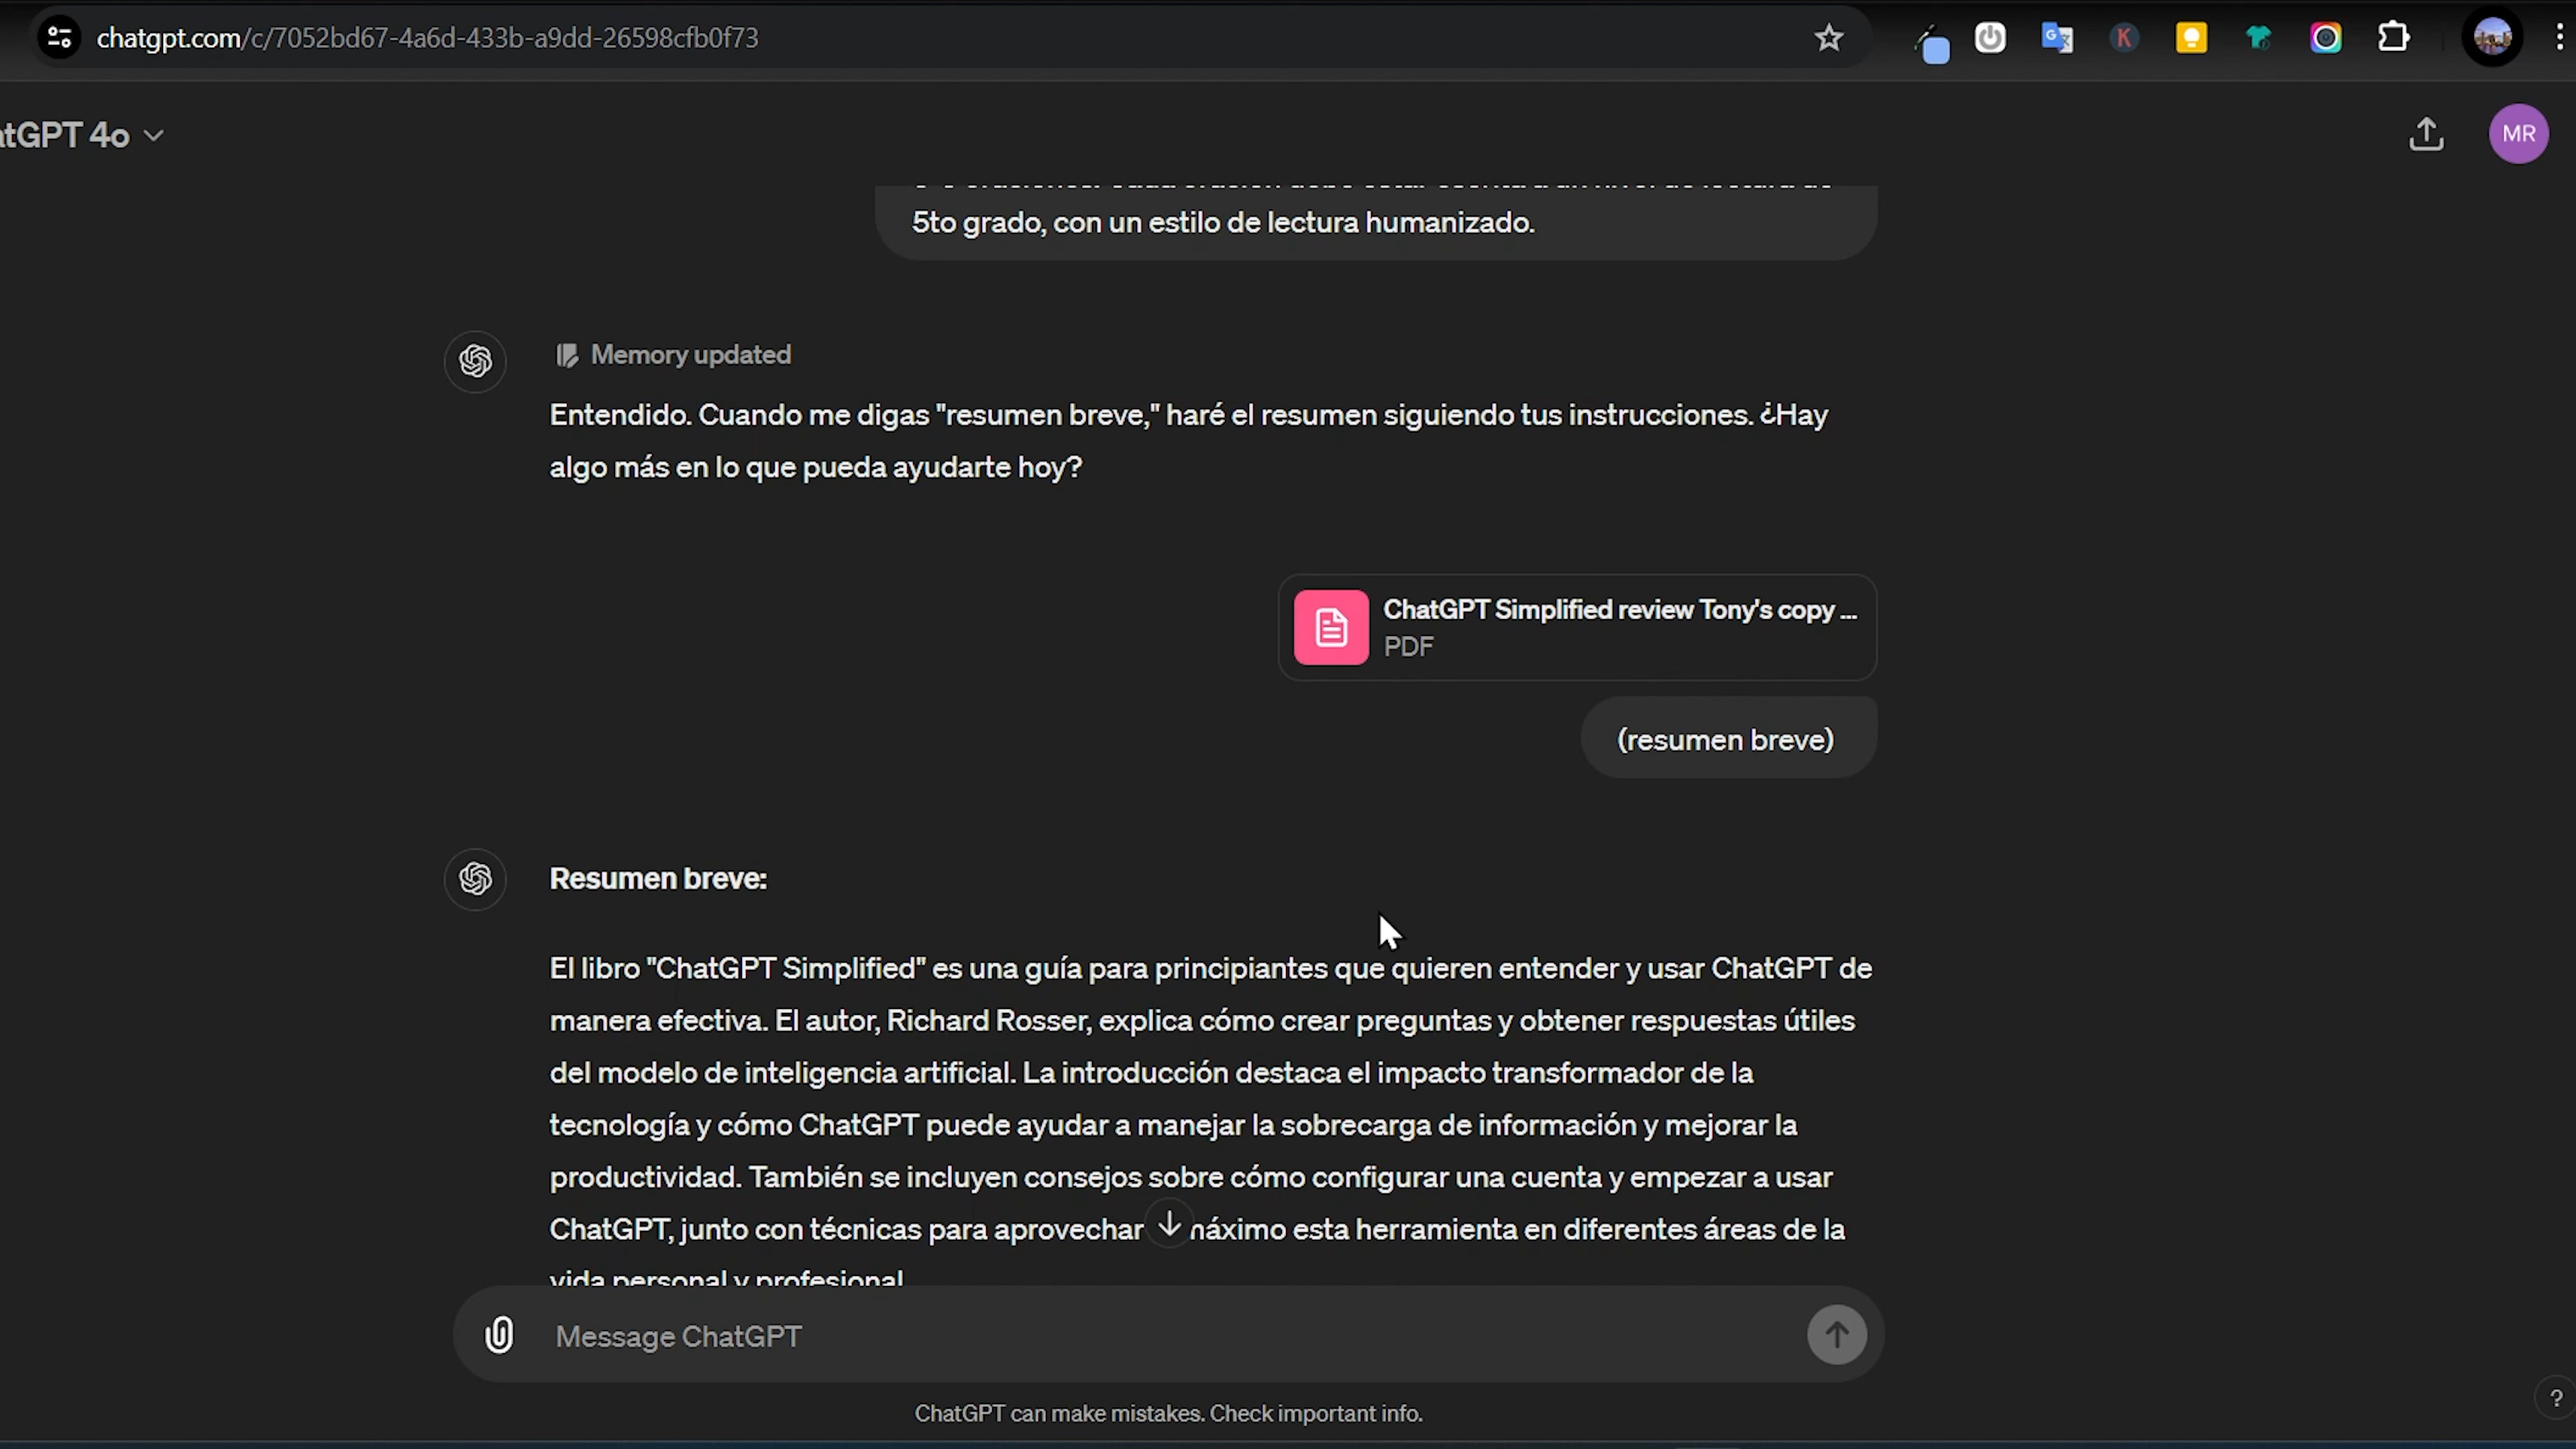 chatgpt.com/c/7052bd67-4a6d-433b-a9dd-26598cfb0f73
atGPT 4o
MR
5to grado, con un estilo de lectura humanizado.
Memory updated
Entendido. Cuando me digas "resumen breve," haré el resumen siguiendo tus instrucciones. ¿Hay
algo más en lo que pueda ayudarte hoy?
ChatGPT Simplified review Tony's copy ...
PDF
(resumen breve)
Resumen breve:
El libro "ChatGPT Simplified" es una guía para principiantes que quieren entender y usar ChatGPT de
manera efectiva. El autor, Richard Rosser, explica cómo crear preguntas y obtener respuestas útiles
del modelo de inteligencia artificial. La introducción destaca el impacto transformador de la
tecnología y cómo ChatGPT puede ayudar a manejar la sobrecarga de información y mejorar la
productividad. También se incluyen consejos sobre cómo configurar una cuenta y empezar a usar
ChatGPT, junto con técnicas para aprovechar máximo esta herramienta en diferentes áreas de la
vida personal y profesional
Message ChatGPT
ChatGPT can make mistakes. Check important info.
?